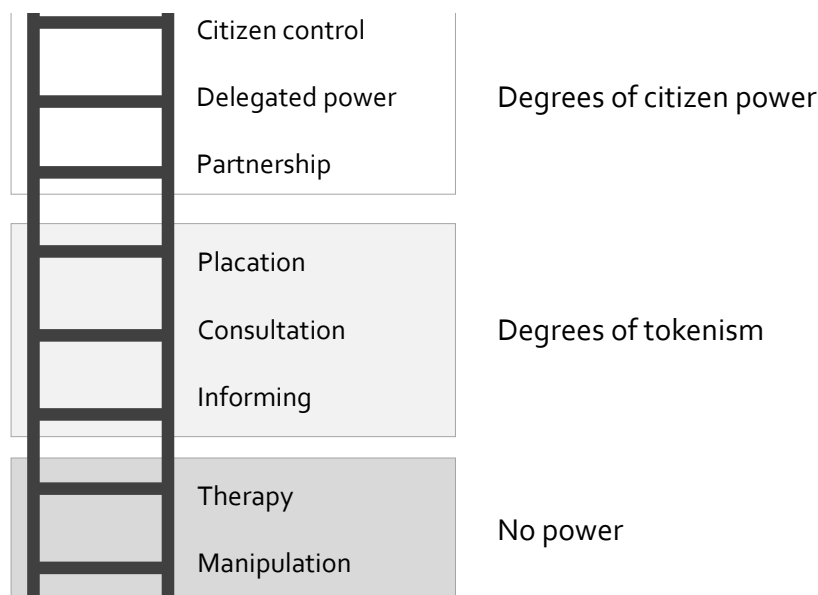 Citizen control
Delegated power
Partnership
Degrees of citizen power
Placation
Consultation
Informing
Degrees of tokenism
Therapy
Manipulation
No power